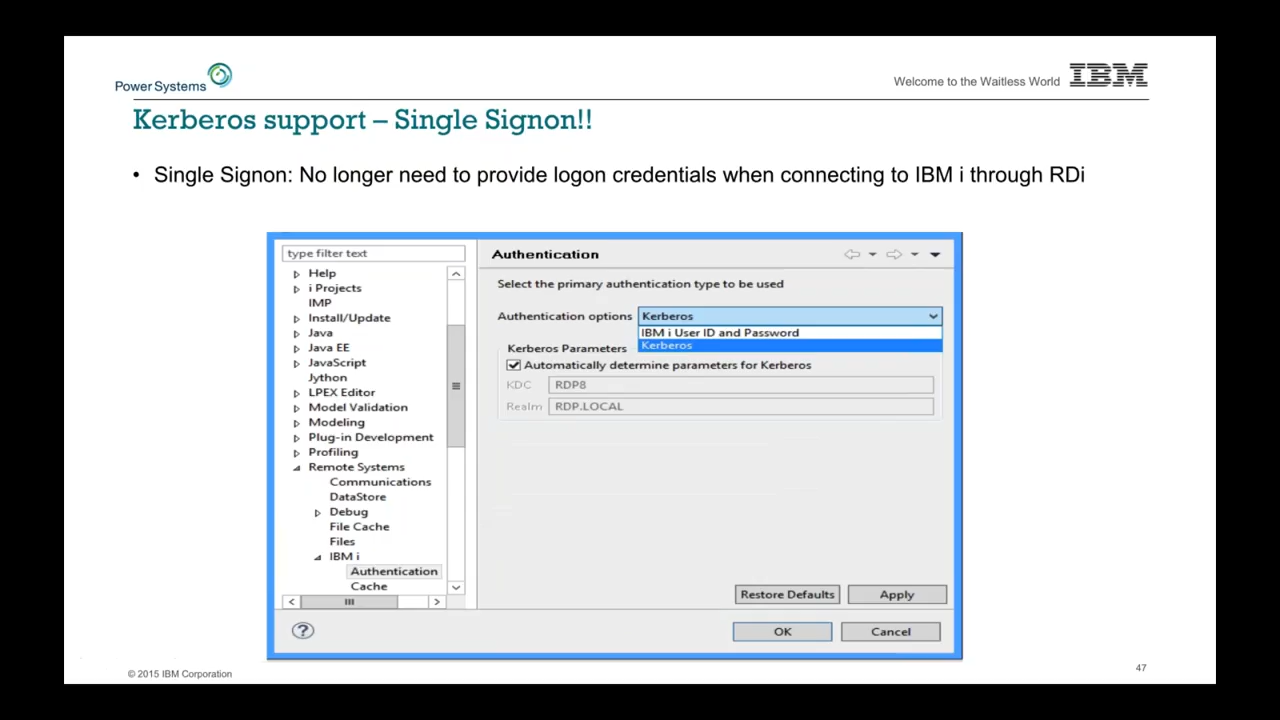 Power Systems
Welcome to the Waitless World
IBM
Kerberos support – Single Signon!!
• Single Signon: No longer need to provide logon credentials when connecting to IBM i through RDi
type filter text
Help
i Projects
IMP
Install/Update
Java
Java EE
JavaScript
Jython
LPEX Editor
Model Validation
Modeling
Plug-in Development
Profiling
Remote Systems
Communications
DataStore
Debug
File Cache
Files
IBM i
Authentication
Cache
Authentication
Select the primary authentication type to be used
Authentication options Kerberos
IBM i User ID and Password
Kerberos
Kerberos Parameters
Automatically determine parameters for Kerberos
KDC RDP8
Realm RDP.LOCAL
Restore Defaults Apply
? OK Cancel
© 2015 IBM Corporation
47